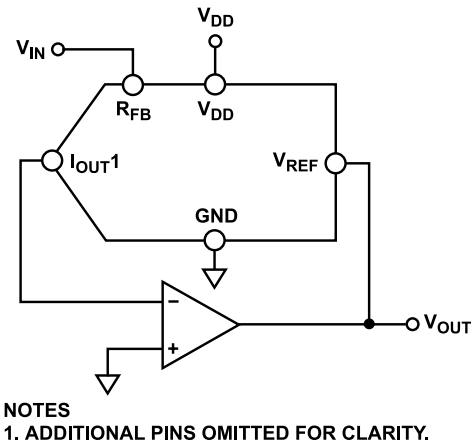 VDD
VIN
RFB
VDD
IOUT1
VREF
GND
−
+
VOUT
NOTES
1. ADDITIONAL PINS OMITTED FOR CLARITY.